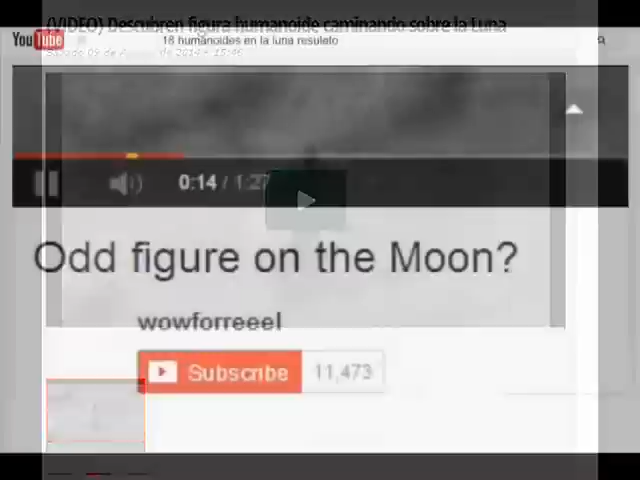 (VIDEO) Descubren figura humanoide caminando sobre la Luna
YouTube
18 humanoides en la luna resuleto
0:14 / 1:27
Odd figure on the Moon?
wowforreeel
Subscribe
11,473